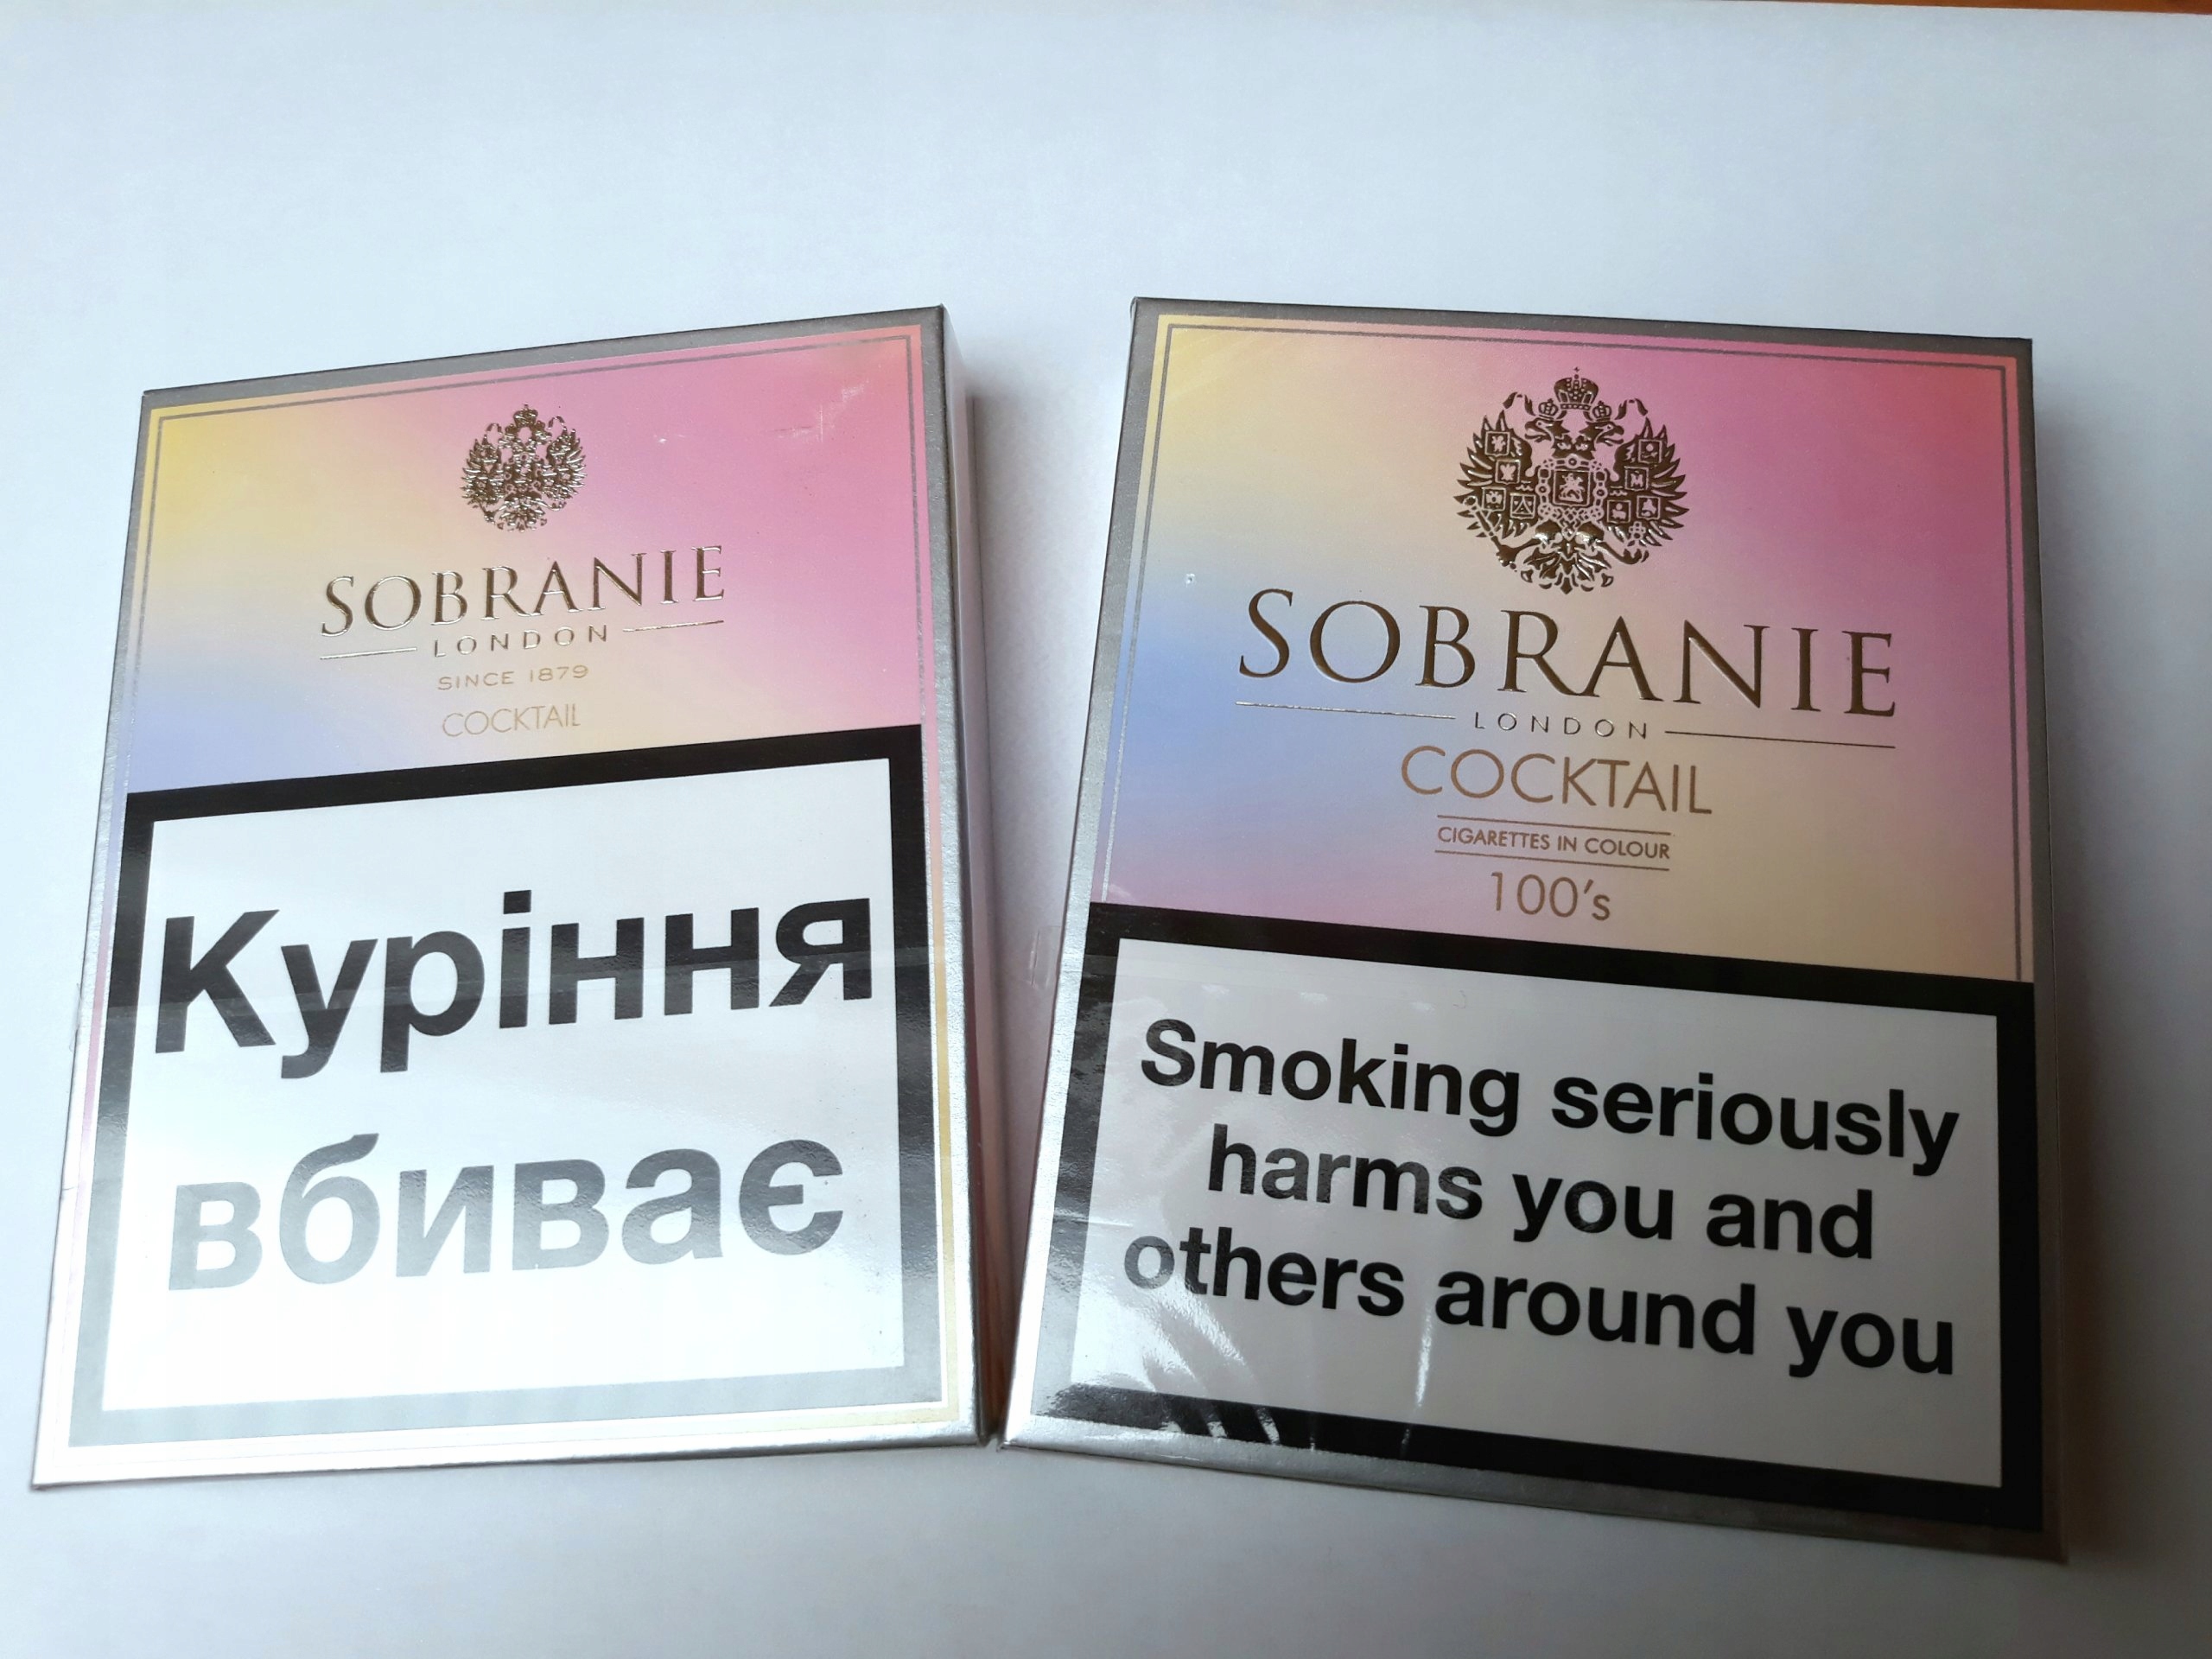 SOBRANIE
LONDON
SINCE 1879
COCKTAIL
Куріння
вбиває
SOBRANIE
LONDON
COCKTAIL
CIGARETTES IN COLOUR
100's
Smoking seriously
harms you and
others around you